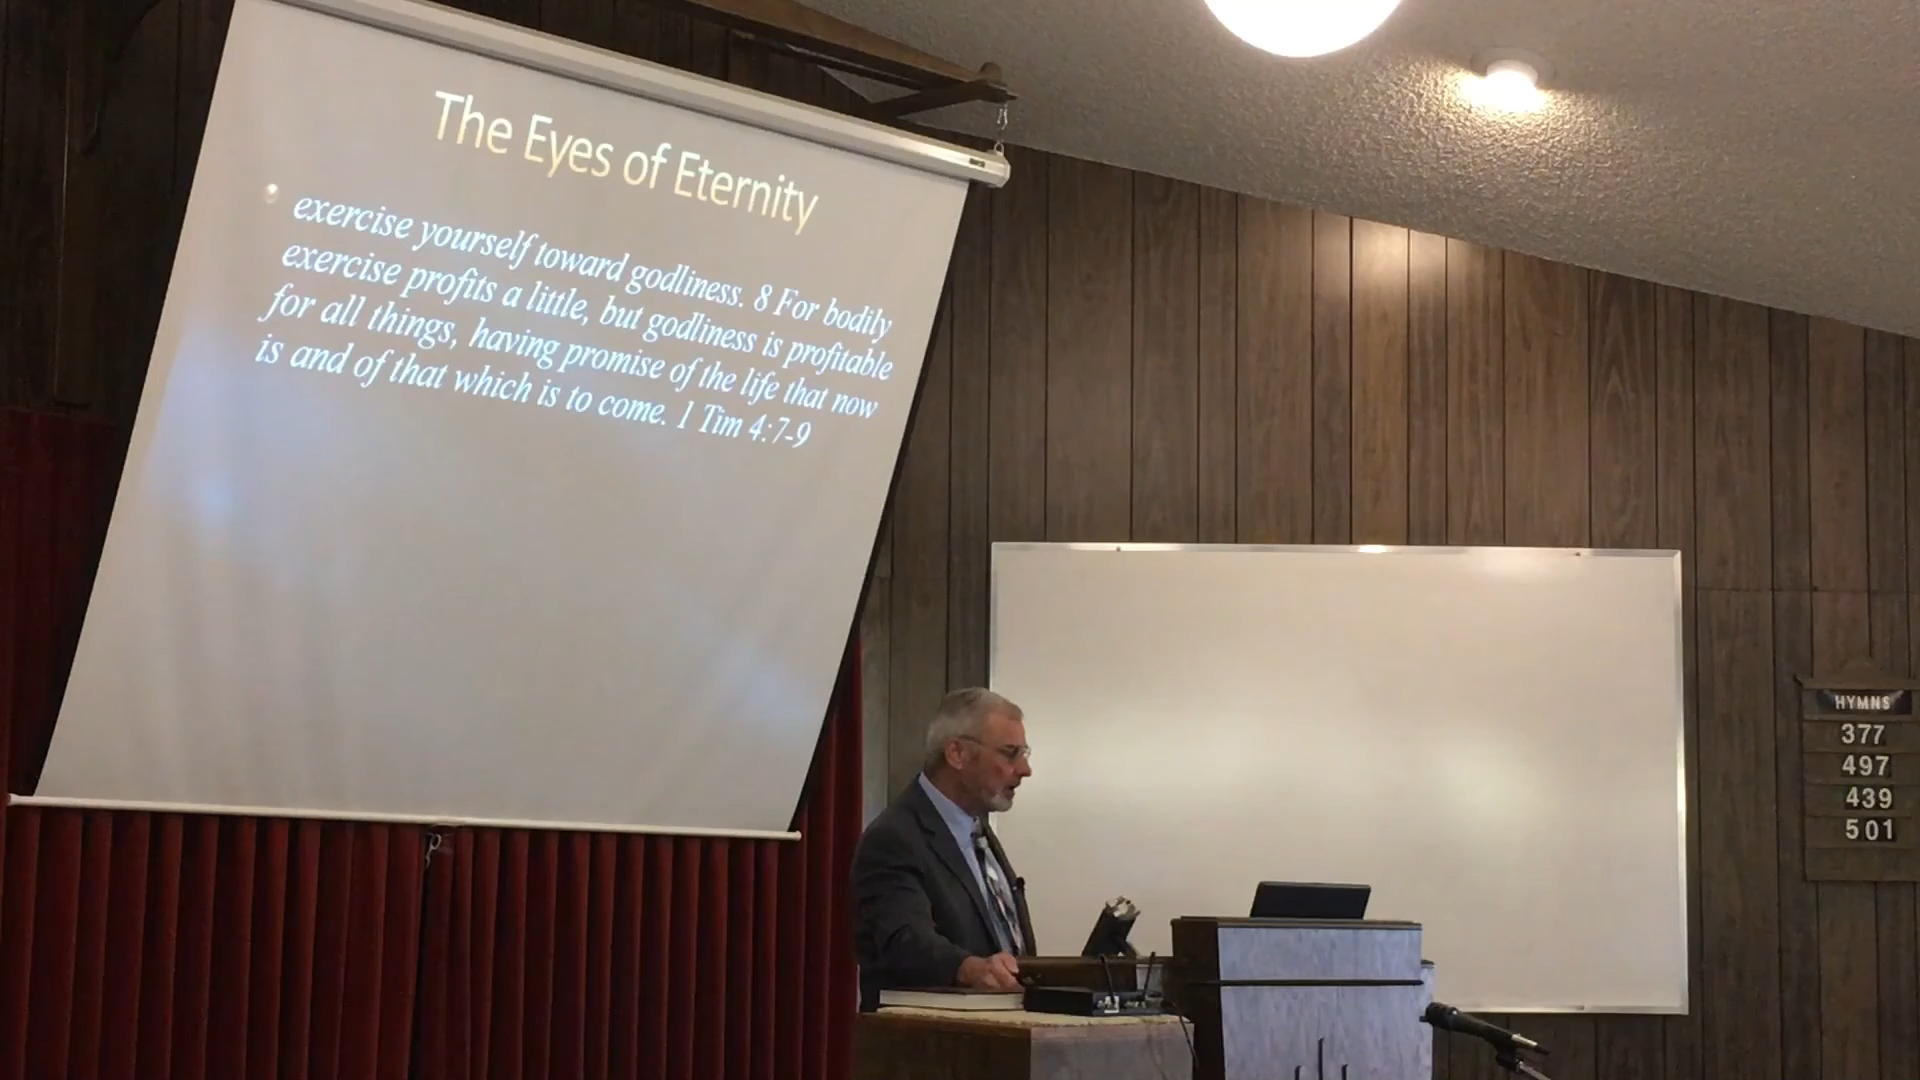 The Eyes of Eternity
exercise yourself toward godliness. 8 For bodily
exercise profits a little, but godliness is profitable
for all things, having promise of the life that now
is and of that which is to come. 1 Tim 4:7-9
HYMNS
377
497
439
501